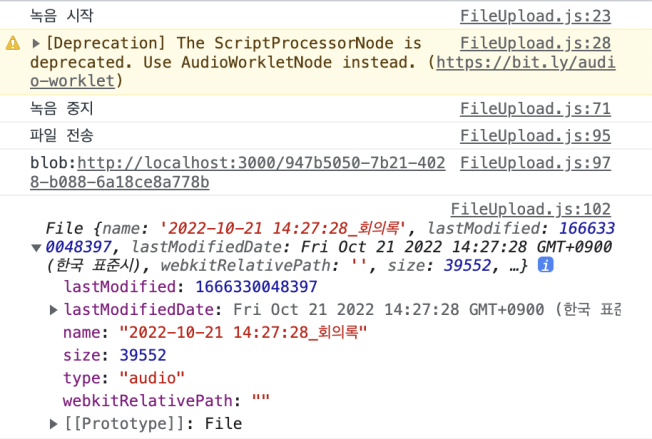 녹음 시작 FileUpload.js:23
[Deprecation] The ScriptProcessorNode is FileUpload.js:28
deprecated. Use AudioWorkletNode instead. (https://bit.ly/audi
o-worklet)
녹음 중지 FileUpload.js:71
파일 전송 FileUpload.js:95
blob:http://localhost:3000/947b5050-7b21-402 FileUpload.js:97
8-b088-6a18ce8a778b
FileUpload.js:102
File {name: '2022-10-21 14:27:28_회의록', lastModified: 166633
0048397, lastModifiedDate: Fri Oct 21 2022 14:27:28 GMT+0900
(한국 표준시), webkitRelativePath: '', size: 39552, …}
lastModified: 1666330048397
lastModifiedDate: Fri Oct 21 2022 14:27:28 GMT+0900 (한국 표준
name: "2022-10-21 14:27:28_회의록"
size: 39552
type: "audio"
webkitRelativePath: ""
[[Prototype]]: File